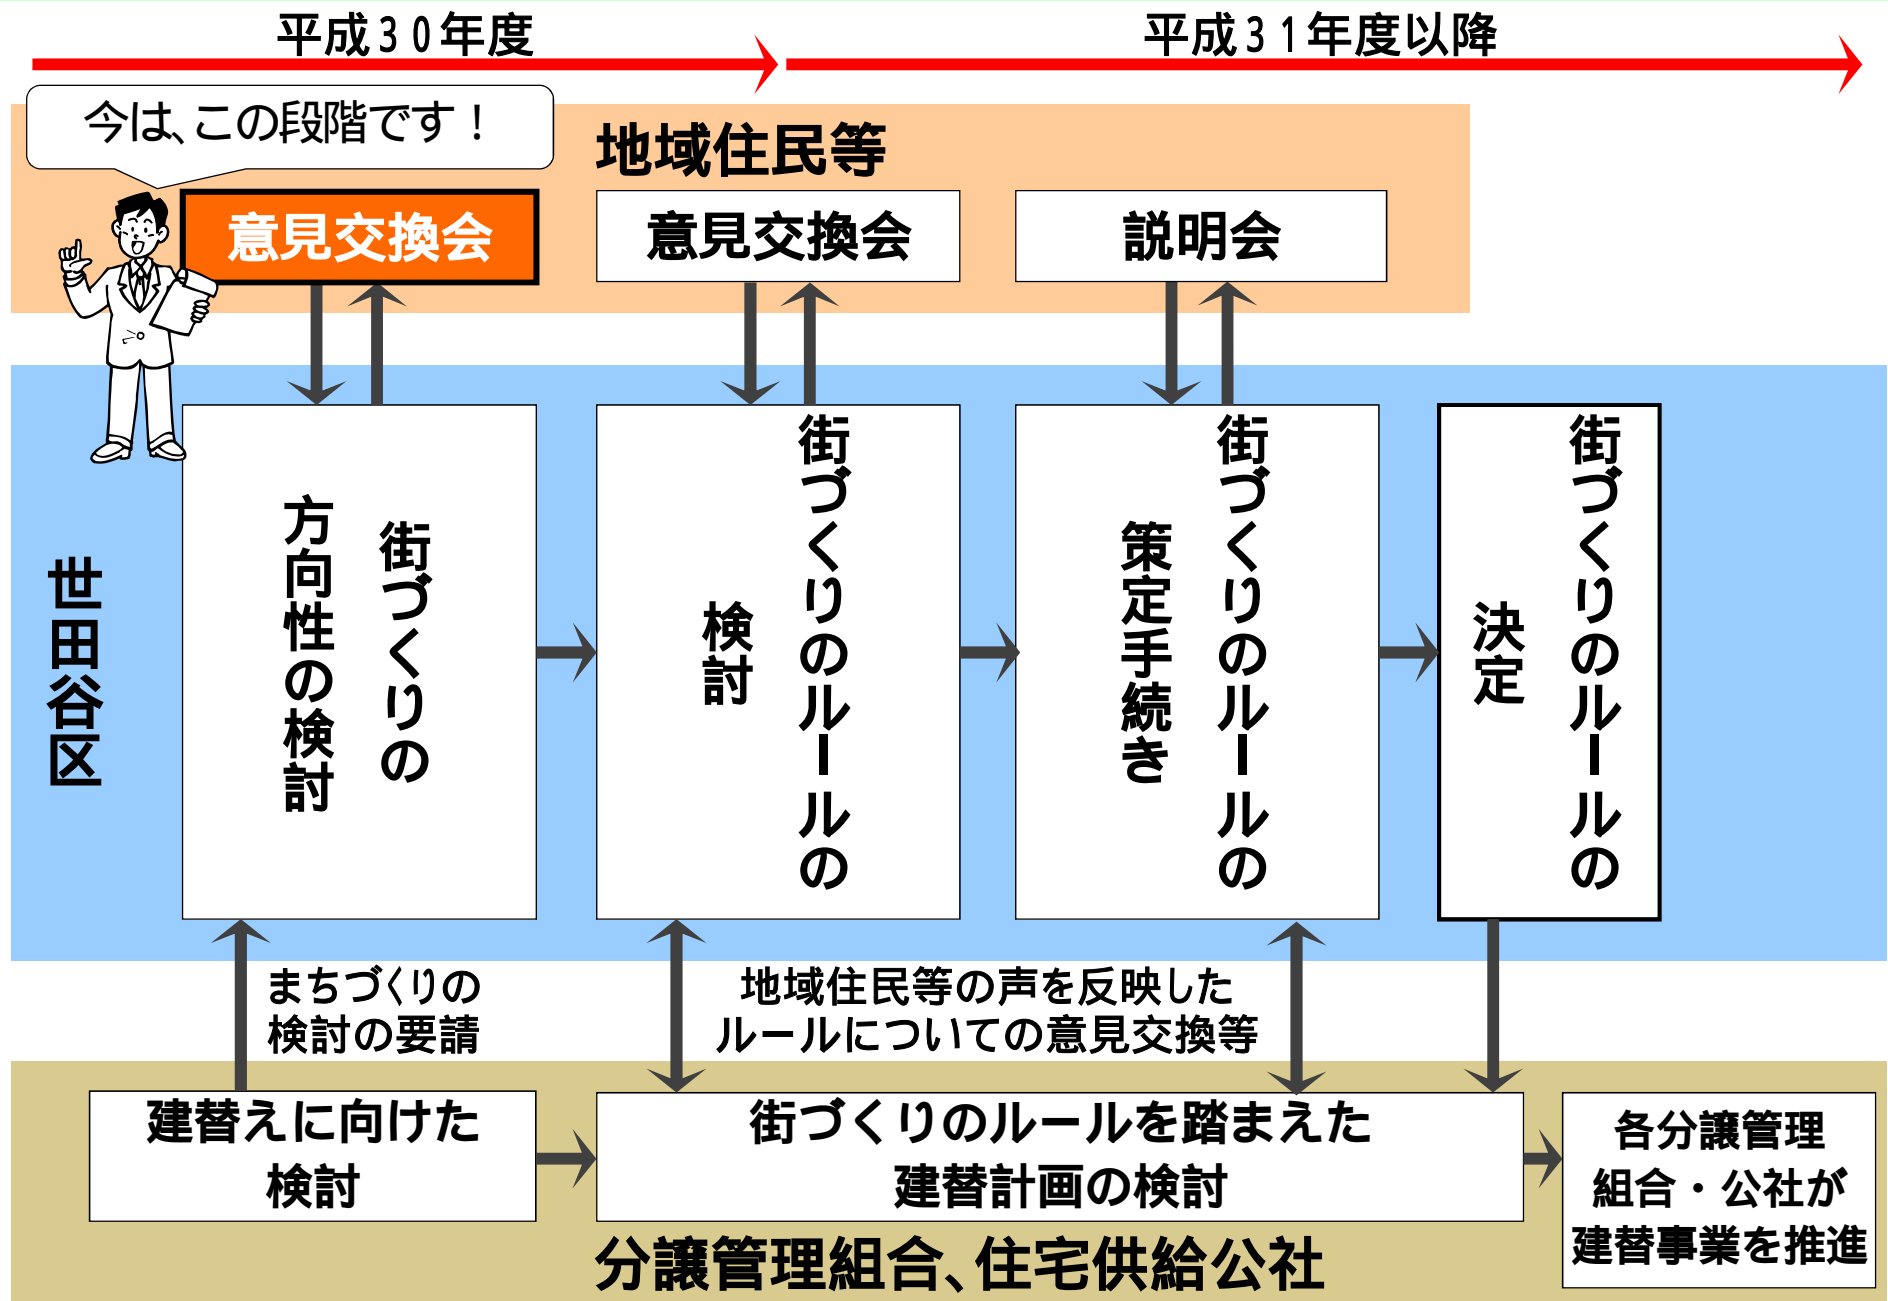 平成３０年度
平成３１年度以降
今は、この段階です！
地域住民等
意見交換会
意見交換会
説明会
世田谷区
街づくりの
方向性の検討
街づくりのルールの
検討
街づくりのルールの
策定手続き
街づくりのルールの
決定
まちづくりの
検討の要請
地域住民等の声を反映した
ルールについての意見交換等
建替えに向けた
検討
街づくりのルールを踏まえた
建替計画の検討
各分譲管理
組合・公社が
建替事業を推進
分譲管理組合、住宅供給公社